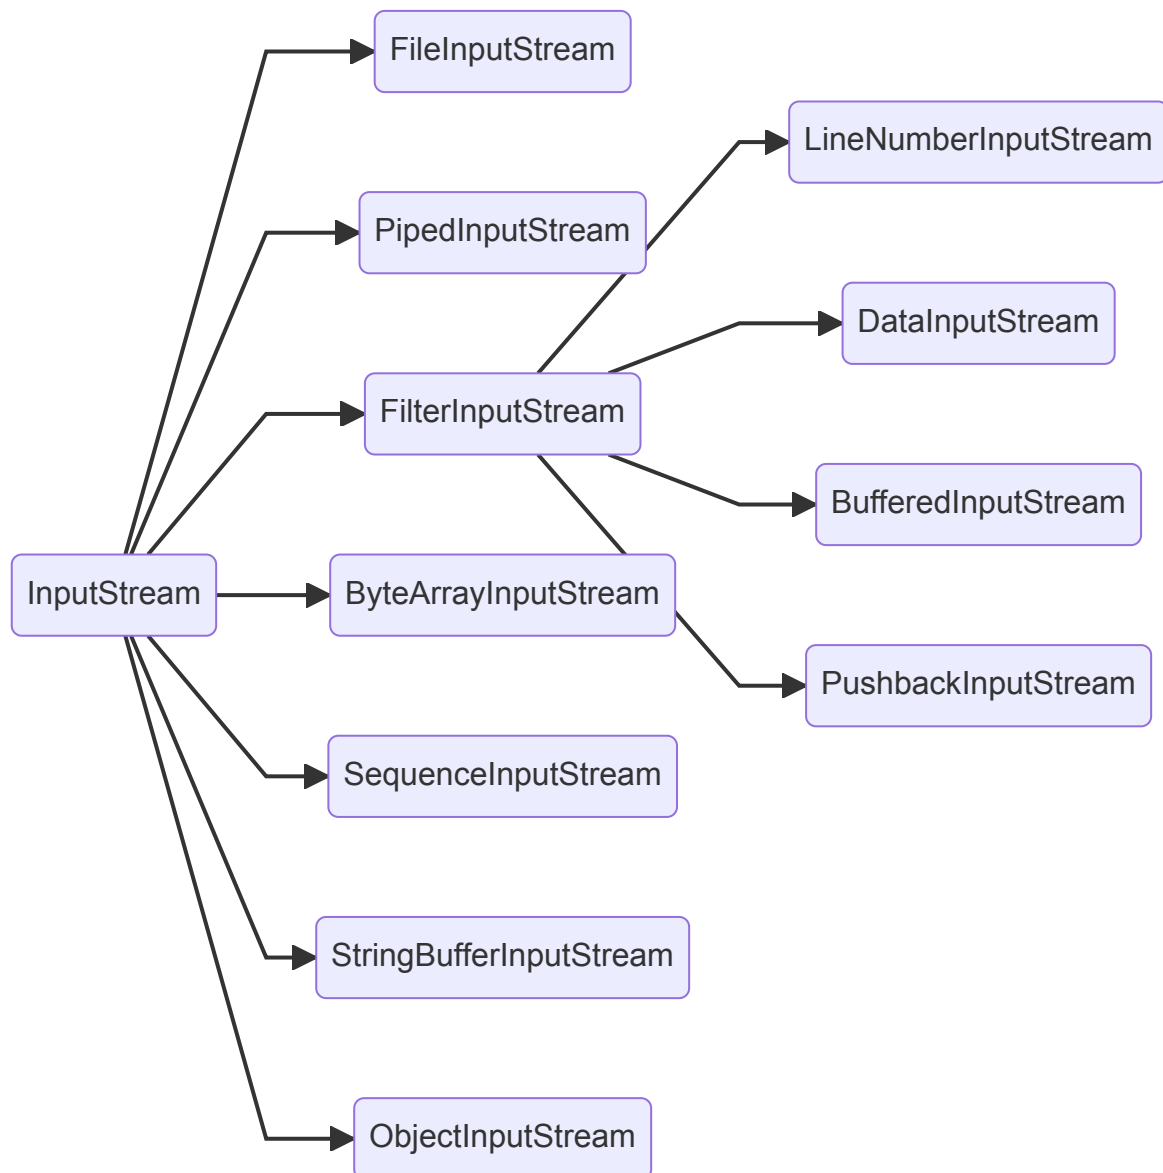 FileInputStream
LineNumberInputStream
PipedInputStream
DataInputStream
FilterInputStream
BufferedInputStream
InputStream
ByteArrayInputStream
PushbackInputStream
SequenceInputStream
StringBufferInputStream
ObjectInputStream